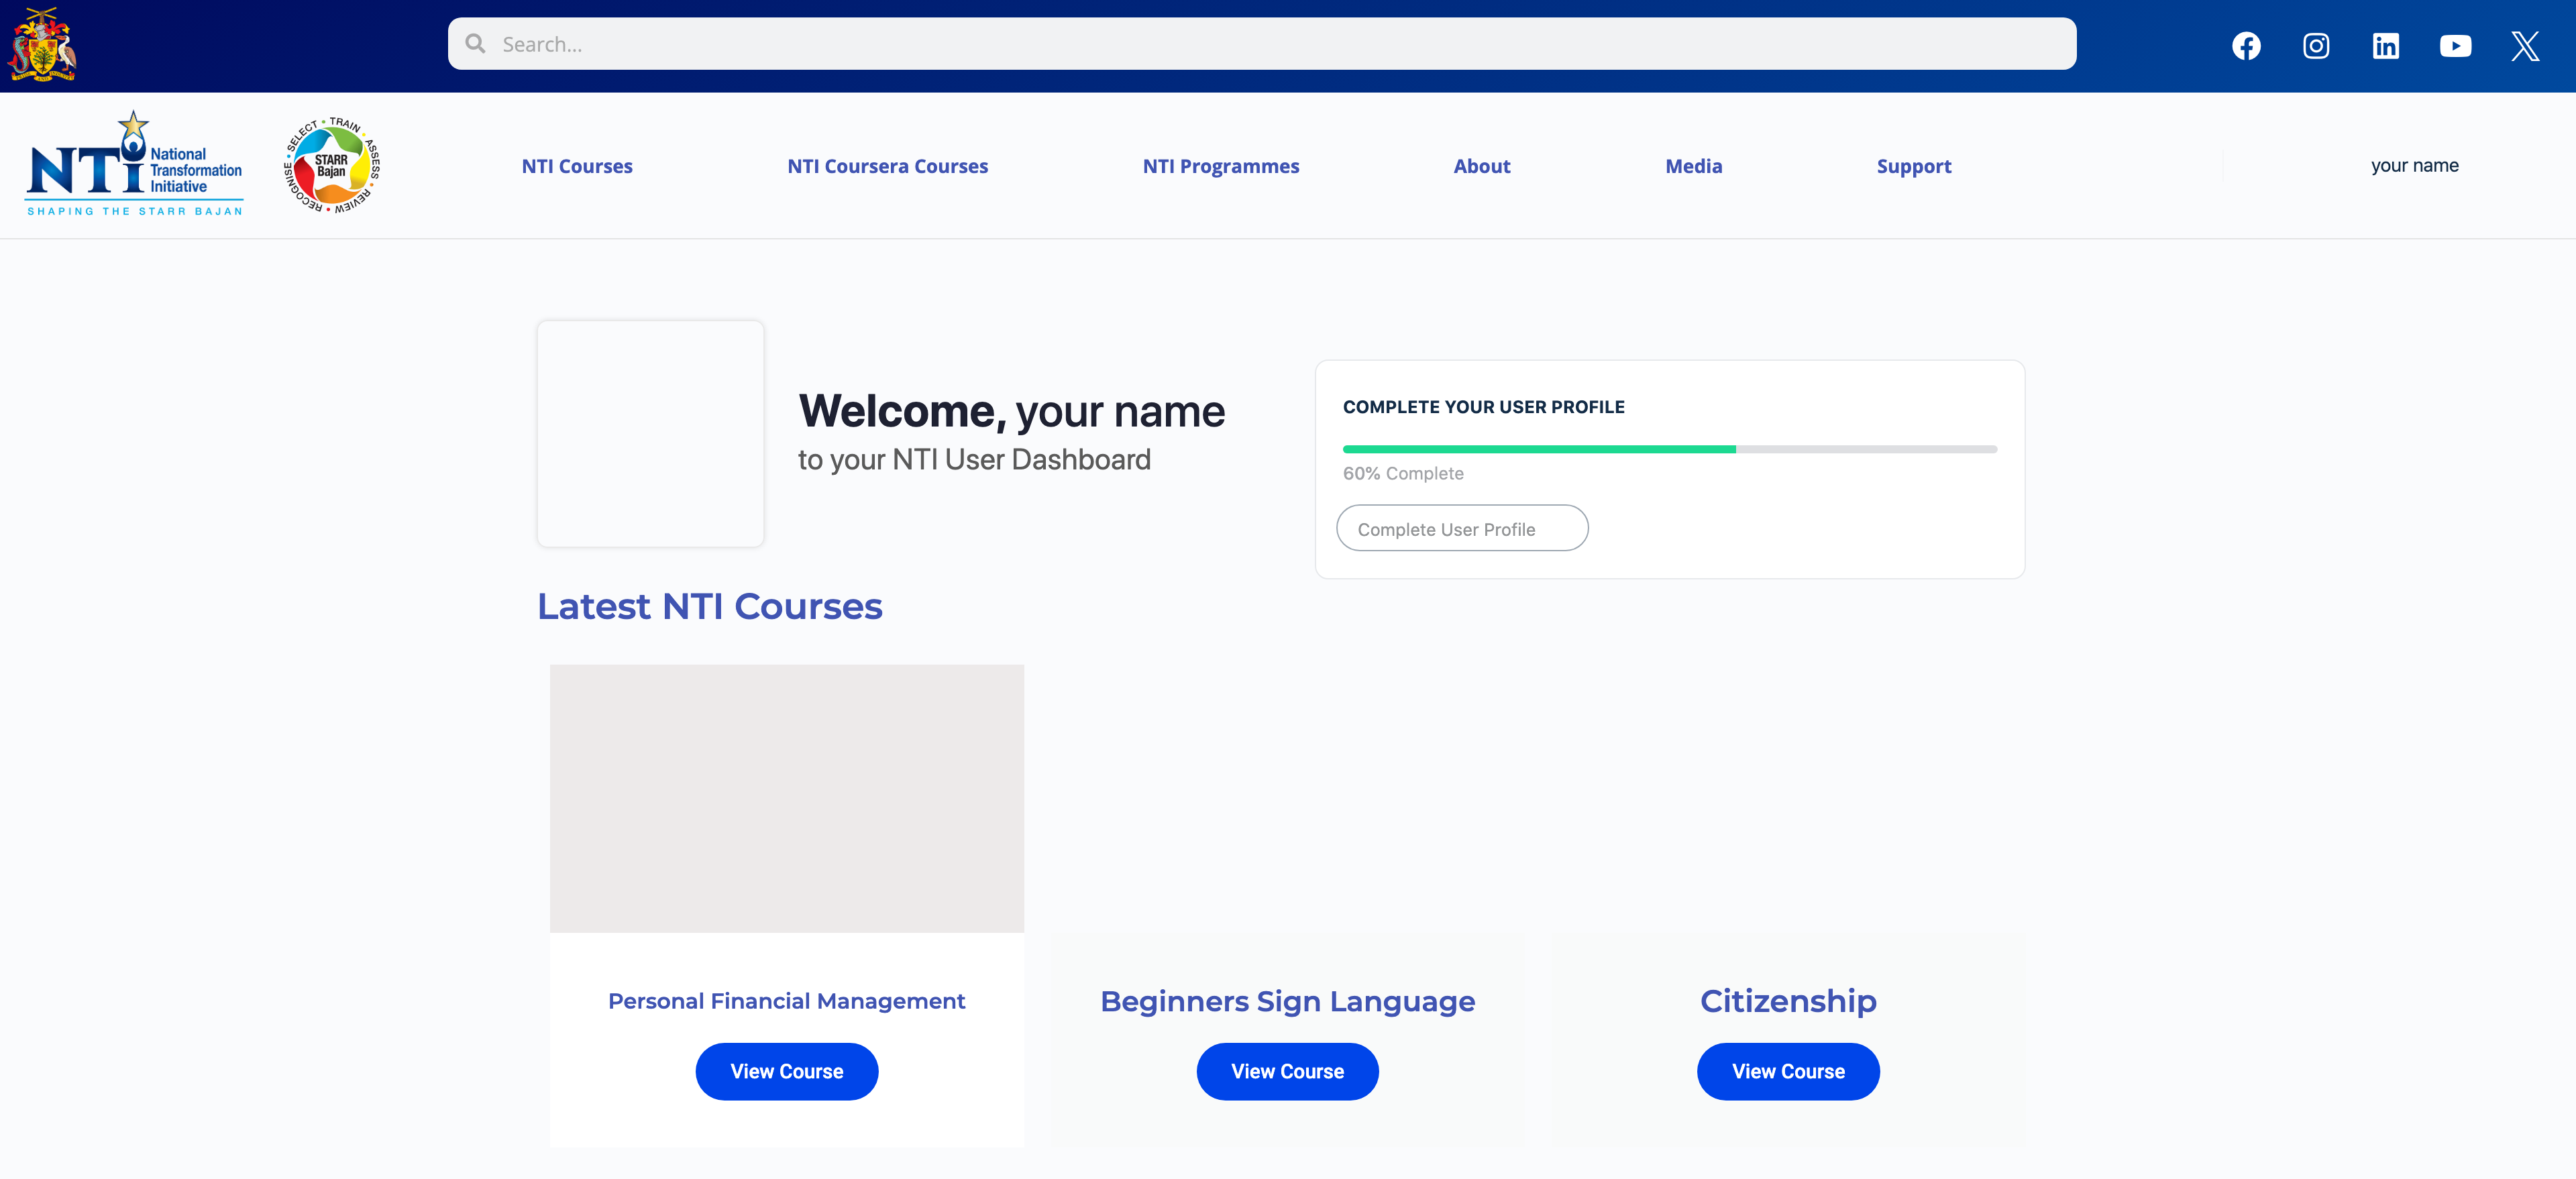 Search...
NTI National
Transformation
Initiative
SHAPING THE STARR BAJAN
SELECT • TRAIN • ASSESS • REVIEW • RECOGNISE •
STARR
Bajan
NTI Courses
NTI Coursera Courses
NTI Programmes
About
Media
Support
your name
Welcome, your name
to your NTI User Dashboard
COMPLETE YOUR USER PROFILE
60% Complete
Complete User Profile
Latest NTI Courses
Personal Financial Management
View Course
Beginners Sign Language
View Course
Citizenship
View Course